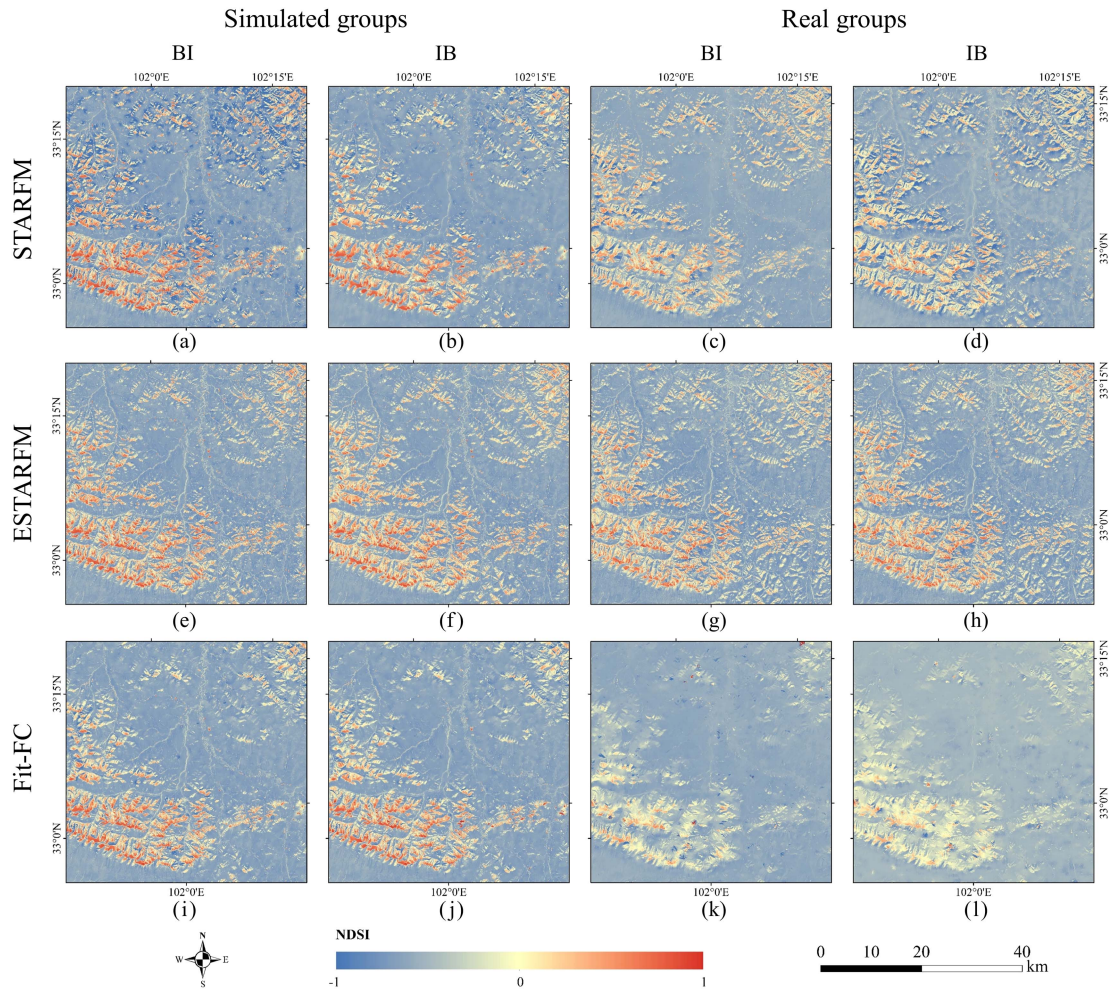 Simulated groups Real groups
BI IB BI IB
102°0'E 102°15'E 102°0'E 102°15'E 102°0'E 102°15'E 102°0'E 102°15'E
STARFM
33°15'N 33°15'N
33°0'N 33°0'N
(a) (b) (c) (d)
ESTARFM
33°15'N 33°15'N
33°0'N 33°0'N
(e) (f) (g) (h)
Fit-FC
33°15'N 33°15'N
33°0'N 33°0'N
102°0'E 102°0'E 102°0'E 102°0'E
(i) (j) (k) (l)
N
W E
S
NDSI
-1 0 1
0 10 20 40
km